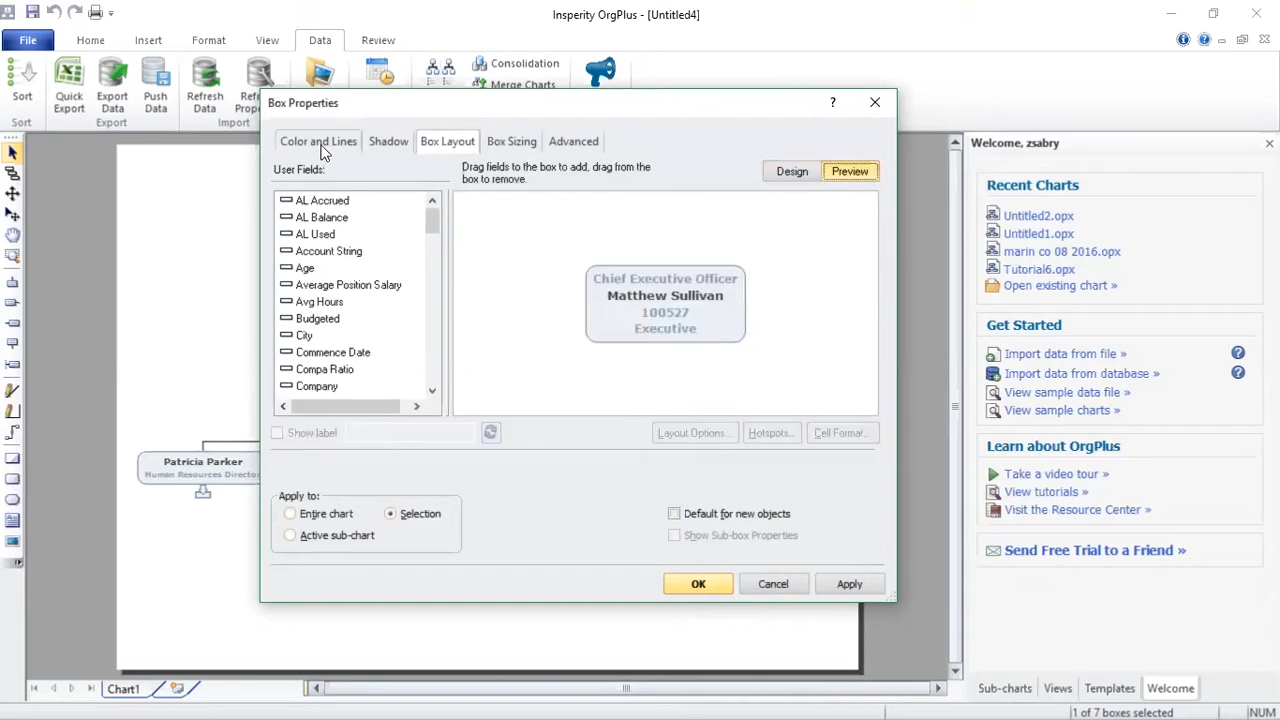 Insperity OrgPlus - [Untitled4]
File
Home
Insert
Format
View
Data
Review
Sort
Quick Export
Export Data
Push Data
Refresh Data
Consolidation
Merge Charts
Sort
Export
Import
Box Properties
?
Color and Lines
Shadow
Box Layout
Box Sizing
Advanced
User Fields:
Drag fields to the box to add, drag from the
box to remove.
Design
Preview
AL Accrued
AL Balance
AL Used
Account String
Age
Average Position Salary
Avg Hours
Budgeted
City
Commence Date
Compa Ratio
Company
Chief Executive Officer
Matthew Sullivan
100527
Executive
Show label
Layout Options...
Hotspots...
Cell Format...
Apply to:
Entire chart
Selection
Active sub-chart
Default for new objects
Show Sub-box Properties
OK
Cancel
Apply
Patricia Parker
Human Resources Directo
Welcome, zsabry
Recent Charts
Untitled2.opx
Untitled1.opx
marin co 08 2016.opx
Tutorial6.opx
Open existing chart »
Get Started
Import data from file »
Import data from database »
View sample data file »
View sample charts »
Learn about OrgPlus
Take a video tour »
View tutorials »
Visit the Resource Center »
Send Free Trial to a Friend »
Chart1
Sub-charts
Views
Templates
Welcome
1 of 7 boxes selected
NUM